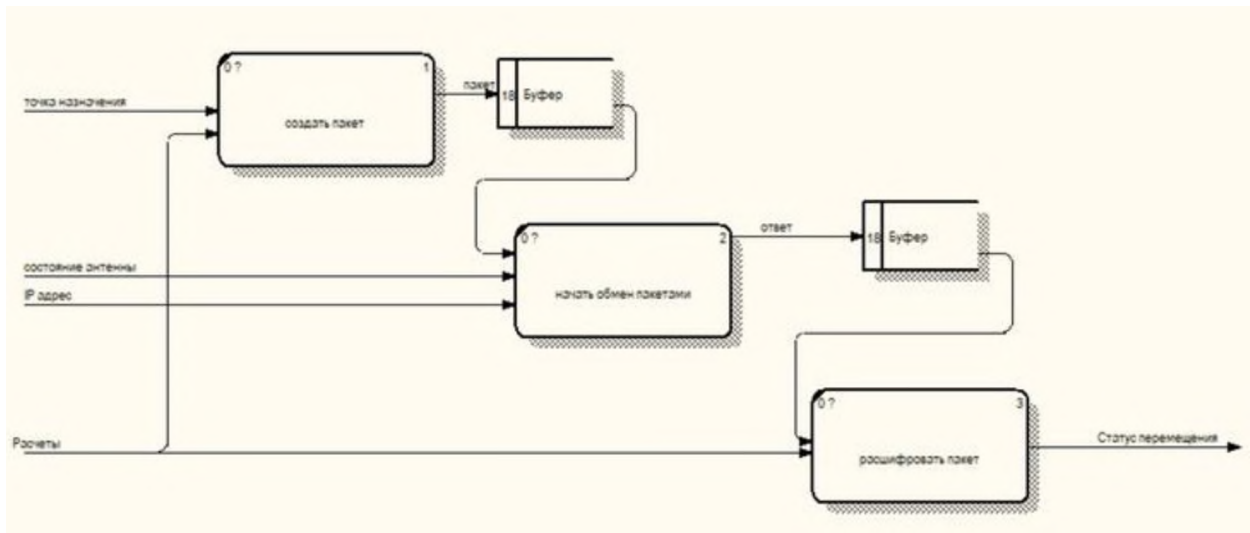 точка назначения
0 ?
1
создать пакет
пакет
18 Буфер
состояние антенны
IP адрес
0 ?
2
начать обмен пакетами
ответ
18 Буфер
Расчеты
0 ?
3
расшифровать пакет
Статус перемещения